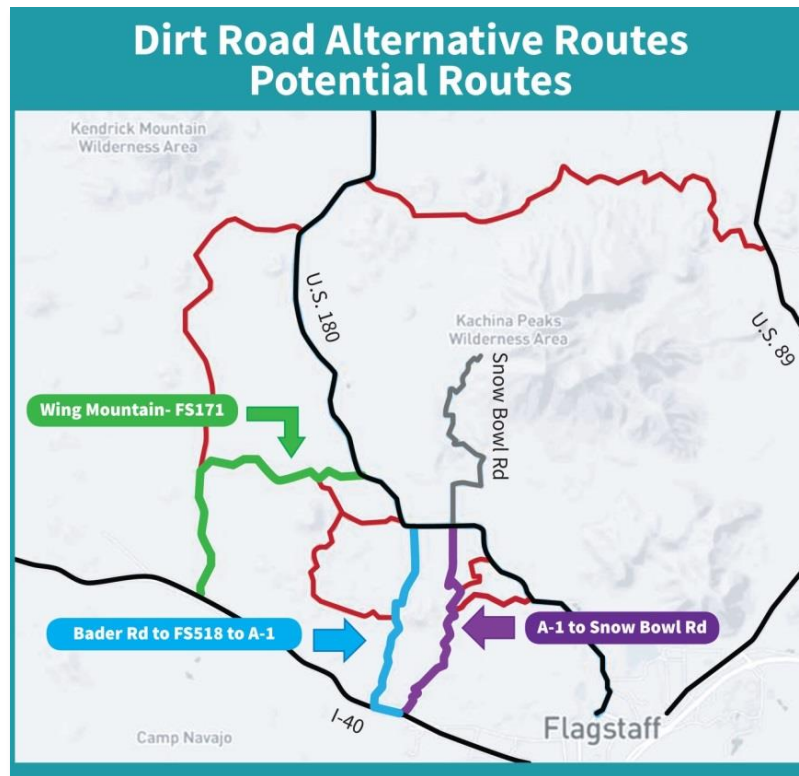 Dirt Road Alternative Routes
Potential Routes
Kendrick Mountain
Wilderness Area
U.S. 180
Kachina Peaks
Wilderness Area
U.S. 89
Snow Bowl Rd
Wing Mountain- FS171
Bader Rd to FS518 to A-1
A-1 to Snow Bowl Rd
I-40
Camp Navajo
Flagstaff